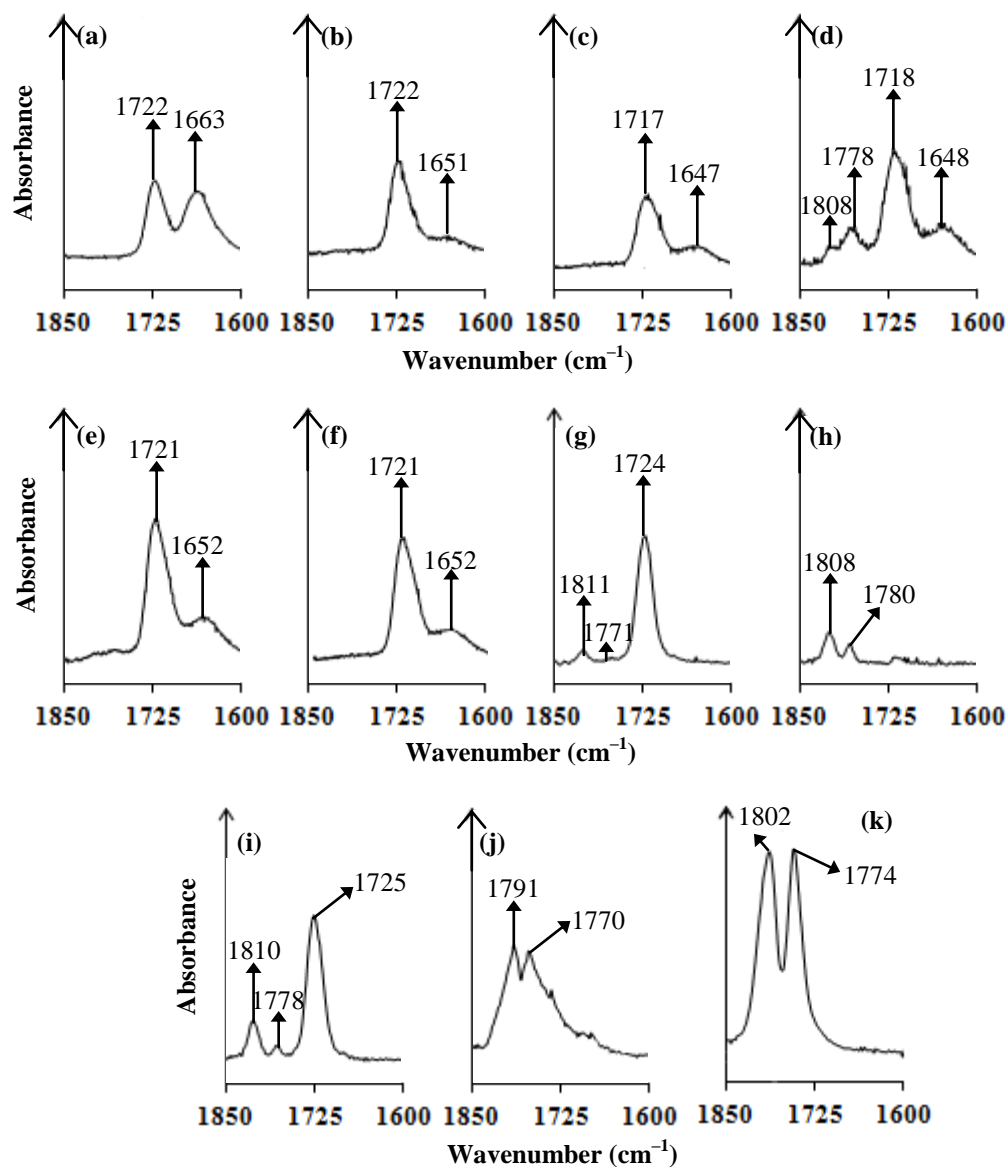 (a) (b) (c) (d)
1722 1663 1722 1651 1717 1647 1808 1778 1718 1648
Absorbance
1850 1725 1600 1850 1725 1600 1850 1725 1600 1850 1725 1600
Wavenumber (cm⁻¹)
(e) (f) (g) (h)
1721 1652 1721 1652 1811 1771 1724 1808 1780
Absorbance
1850 1725 1600 1850 1725 1600 1850 1725 1600 1850 1725 1600
Wavenumber (cm⁻¹)
(i) (j) (k)
1810 1778 1725 1791 1770 1802 1774
Absorbance
1850 1725 1600 1850 1725 1600 1850 1725 1600
Wavenumber (cm⁻¹)